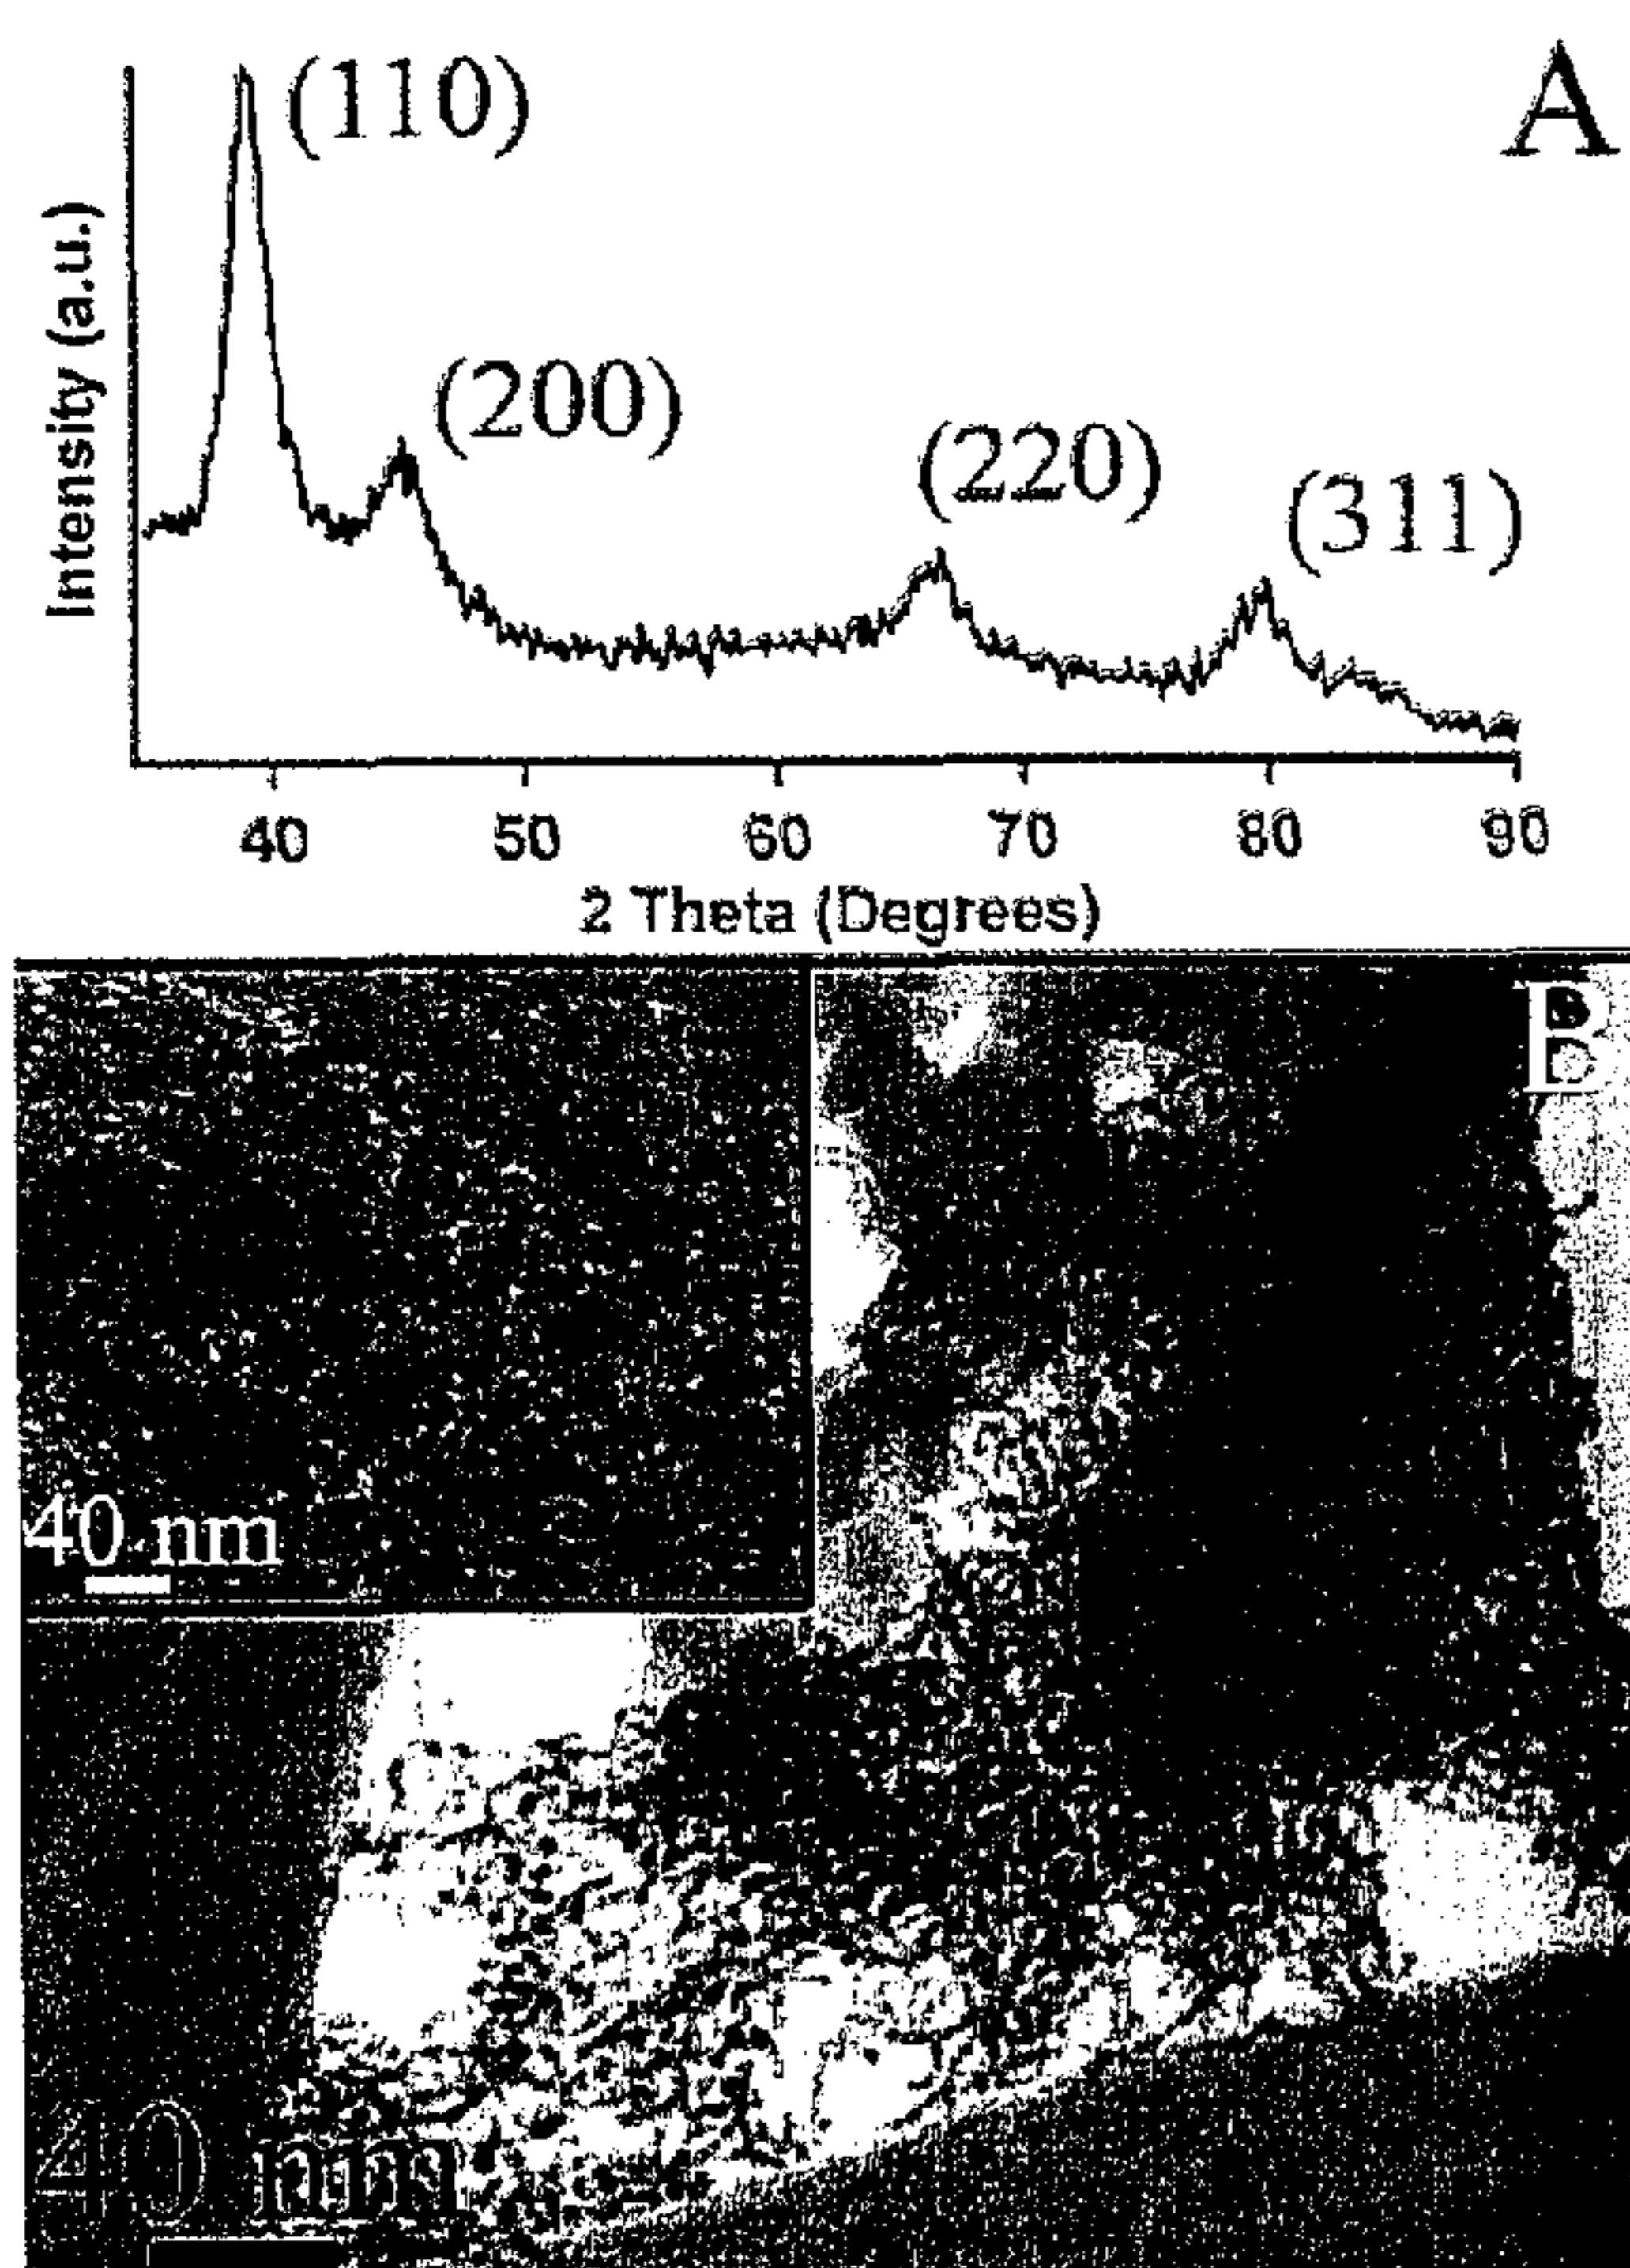 A
(110)
(200)
(220)
(311)
Intensity (a.u.)
40 50 60 70 80 90
2 Theta (Degrees)
B
40 nm
40 nm